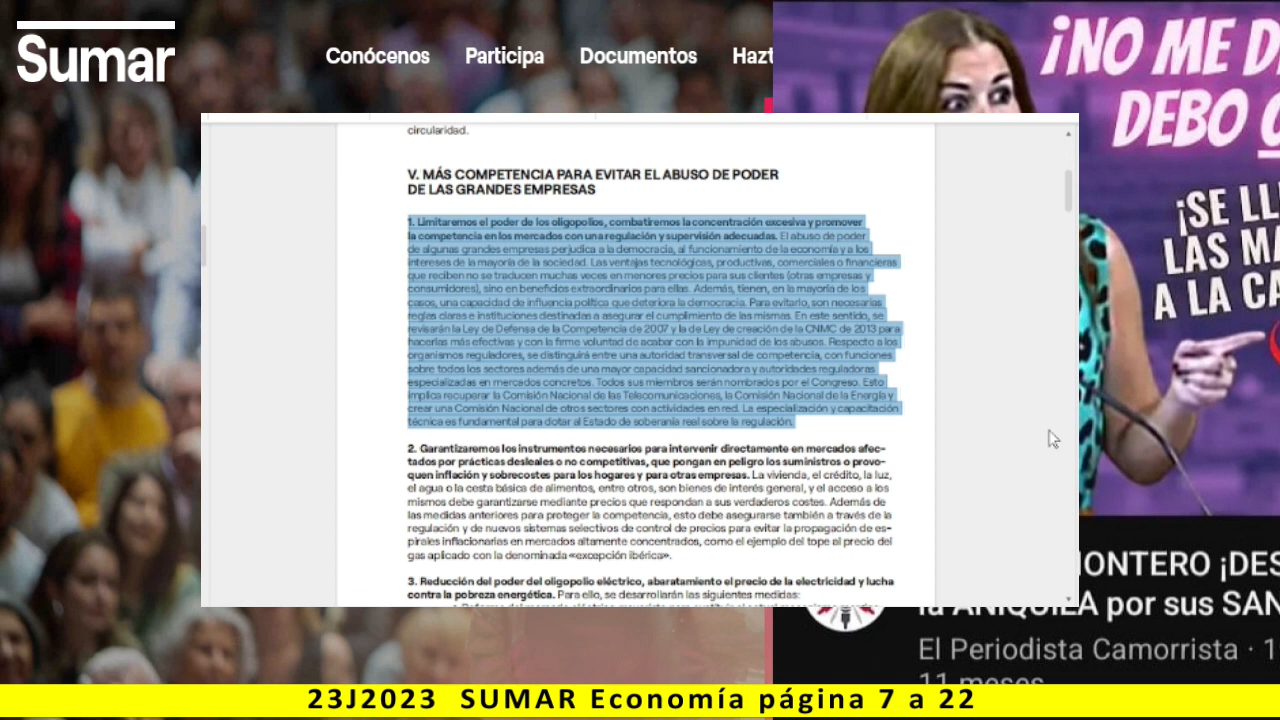 Sumar
Conócenos Participa Documentos Hazt
¡NO ME D
DEBO
¡SE LL
LAS MA
A LA CA
circularidad.
V. MÁS COMPETENCIA PARA EVITAR EL ABUSO DE PODER
DE LAS GRANDES EMPRESAS
1. Limitaremos el poder de los oligopolios, combatiremos la concentración excesiva y promover
la competencia en los mercados con una regulación y supervisión adecuadas. El abuso de poder
de algunas grandes empresas perjudica a la democracia, al funcionamiento de la economía y a los
intereses de la mayoría de la sociedad. Las ventajas tecnológicas, productivas, comerciales o financieras
que reciben no se traducen muchas veces en menores precios para sus clientes (otras empresas y
consumidores), sino en beneficios extraordinarios para ellas. Además, tienen, en la mayoría de los
casos, una capacidad de influencia política que deteriora la democracia. Para evitarlo, son necesarias
reglas claras e instituciones destinadas a asegurar el cumplimiento de las mismas. En este sentido, se
revisarán la Ley de Defensa de la Competencia de 2007 y la de Ley de creación de la CNMC de 2013 para
hacerlas más efectivas y con la firme voluntad de acabar con la impunidad de los abusos. Respecto a los
organismos reguladores, se distinguirá entre una autoridad transversal de competencia, con funciones
sobre todos los sectores además de una mayor capacidad sancionadora y autoridades reguladoras
especializadas en mercados concretos. Todos sus miembros serán nombrados por el Congreso. Esto
implica recuperar la Comisión Nacional de las Telecomunicaciones, la Comisión Nacional de la Energía y
crear una Comisión Nacional de otros sectores con actividades en red. La especialización y capacitación
técnica es fundamental para dotar al Estado de soberanía real sobre la regulación.
2. Garantizaremos los instrumentos necesarios para intervenir directamente en mercados afec-
tados por prácticas desleales o no competitivas, que pongan en peligro los suministros o provo-
quen inflación y sobrecostes para los hogares y para otras empresas. La vivienda, el crédito, la luz,
el agua o la cesta básica de alimentos, entre otros, son bienes de interés general, y el acceso a los
mismos debe garantizarse mediante precios que respondan a sus verdaderos costes. Además de
las medidas anteriores para proteger la competencia, esto debe asegurarse también a través de la
regulación y de nuevos sistemas selectivos de control de precios para evitar la propagación de es-
pirales inflacionarias en mercados altamente concentrados, como el ejemplo del tope al precio del
gas aplicado con la denominada «excepción ibérica».
3. Reducción del poder del oligopolio eléctrico, abaratamiento el precio de la electricidad y lucha
contra la pobreza energética. Para ello, se desarrollarán las siguientes medidas:
ONTERO ¡DES
la ANIQUILA por sus SAN
El Periodista Camorrista · 1
11 meses
23J2023 SUMAR Economía página 7 a 22